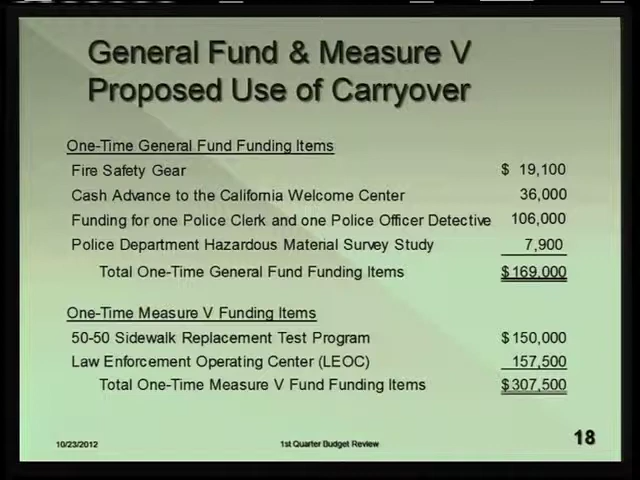 General Fund & Measure V
Proposed Use of Carryover
One-Time General Fund Funding Items
Fire Safety Gear $ 19,100
Cash Advance to the California Welcome Center 36,000
Funding for one Police Clerk and one Police Officer Detective 106,000
Police Department Hazardous Material Survey Study 7,900
Total One-Time General Fund Funding Items $169,000
One-Time Measure V Funding Items
50-50 Sidewalk Replacement Test Program $150,000
Law Enforcement Operating Center (LEOC) 157,500
Total One-Time Measure V Fund Funding Items $307,500
10/23/2012 1st Quarter Budget Review 18